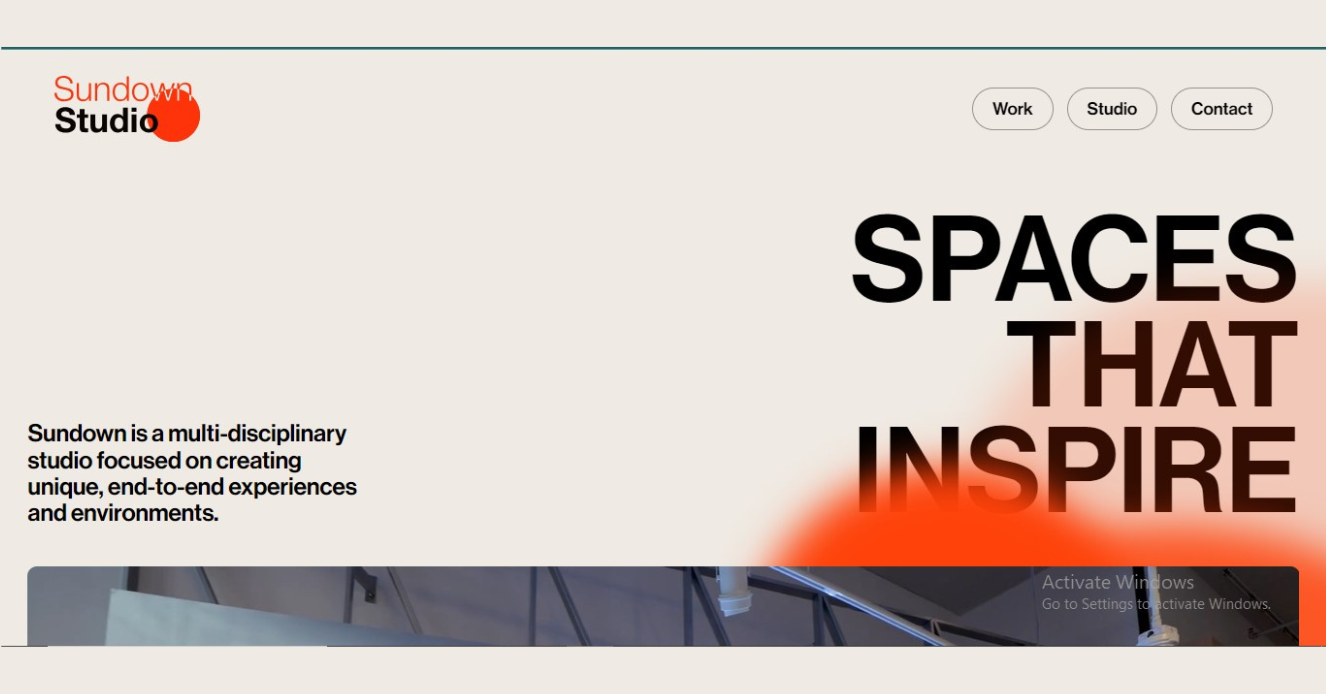 Sundown
Studio
Work
Studio
Contact
SPACES
THAT
INSPIRE
Sundown is a multi-disciplinary
studio focused on creating
unique, end-to-end experiences
and environments.
Activate Windows
Go to Settings to activate Windows.